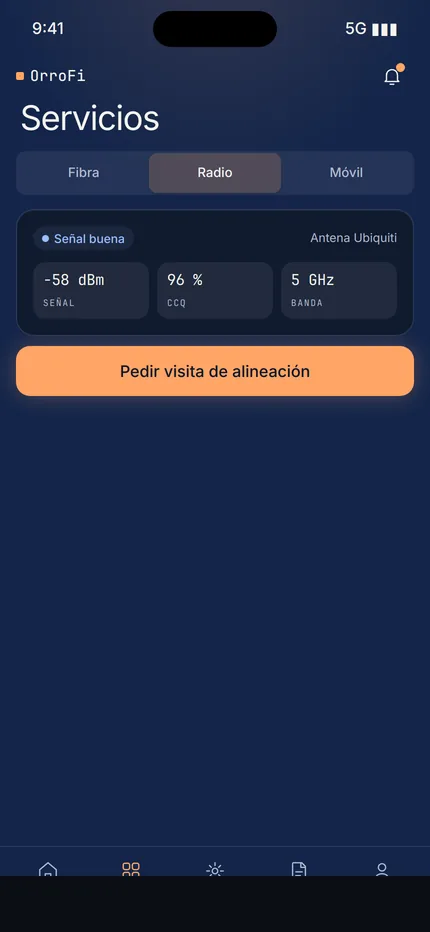 9:41 5G
OrroFi
Servicios
Fibra Radio Móvil
Señal buena Antena Ubiquiti
-58 dBm 96 % 5 GHz
SEÑAL CCQ BANDA
Pedir visita de alineación